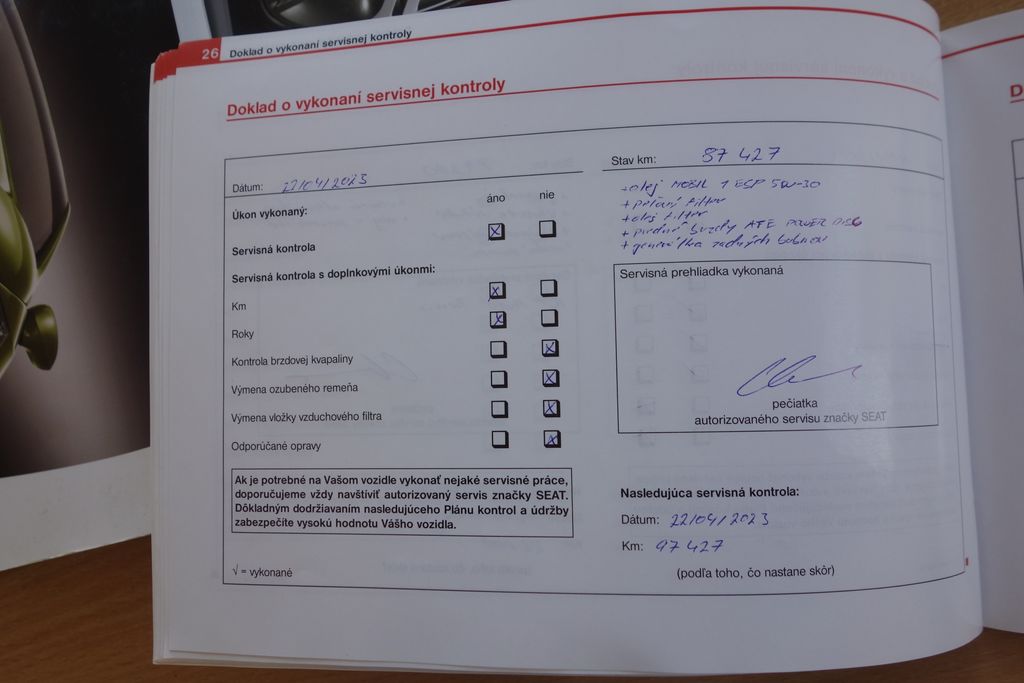 26 Doklad o vykonaní servisnej kontroly
Doklad o vykonaní servisnej kontroly
Dátum: 22/04/2023
áno nie
Úkon vykonaný:
Servisná kontrola X
Servisná kontrola s doplnkovými úkonmi:
Km X
Roky X
Kontrola brzdovej kvapaliny X
Výmena ozubeného remeňa X
Výmena vložky vzduchového filtra X
Odporúčané opravy X
Ak je potrebné na Vašom vozidle vykonať nejaké servisné práce,
doporučujeme vždy navštíviť autorizovaný servis značky SEAT.
Dôkladným dodržiavaním nasledujúceho Plánu kontrol a údržby
zabezpečíte vysokú hodnotu Vášho vozidla.
√ = vykonané
Stav km: 87 427
+olej MOBIL 1 ESP 5W-30
+ peľový filter
+olej filter
+ predné brzdy ATE POWER DISC
+ zadných bubnov
Servisná prehliadka vykonaná
pečiatka
autorizovaného servisu značky SEAT
Nasledujúca servisná kontrola:
Dátum: 22/04/2023
Km: 97 427
(podľa toho, čo nastane skôr)
D